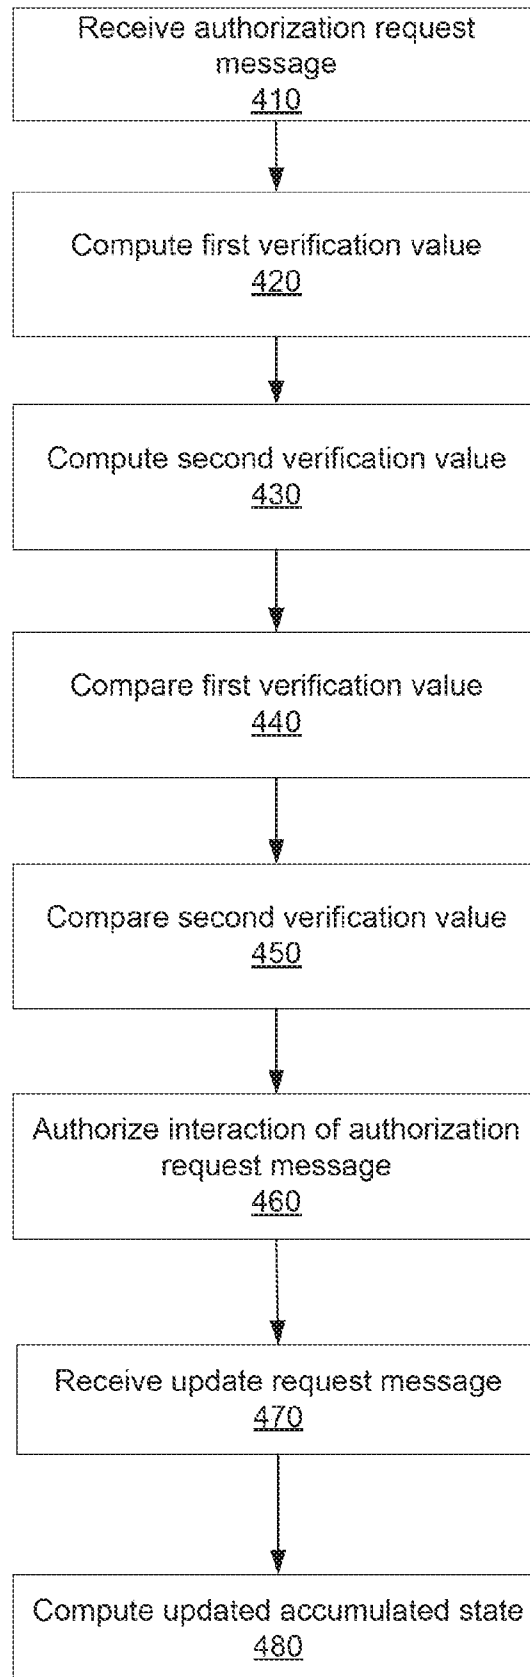 Receive authorization request
message
410
Compute first verification value
420
Compute second verification value
430
Compare first verification value
440
Compare second verification value
450
Authorize interaction of authorization
request message
460
Receive update request message
470
Compute updated accumulated state
480